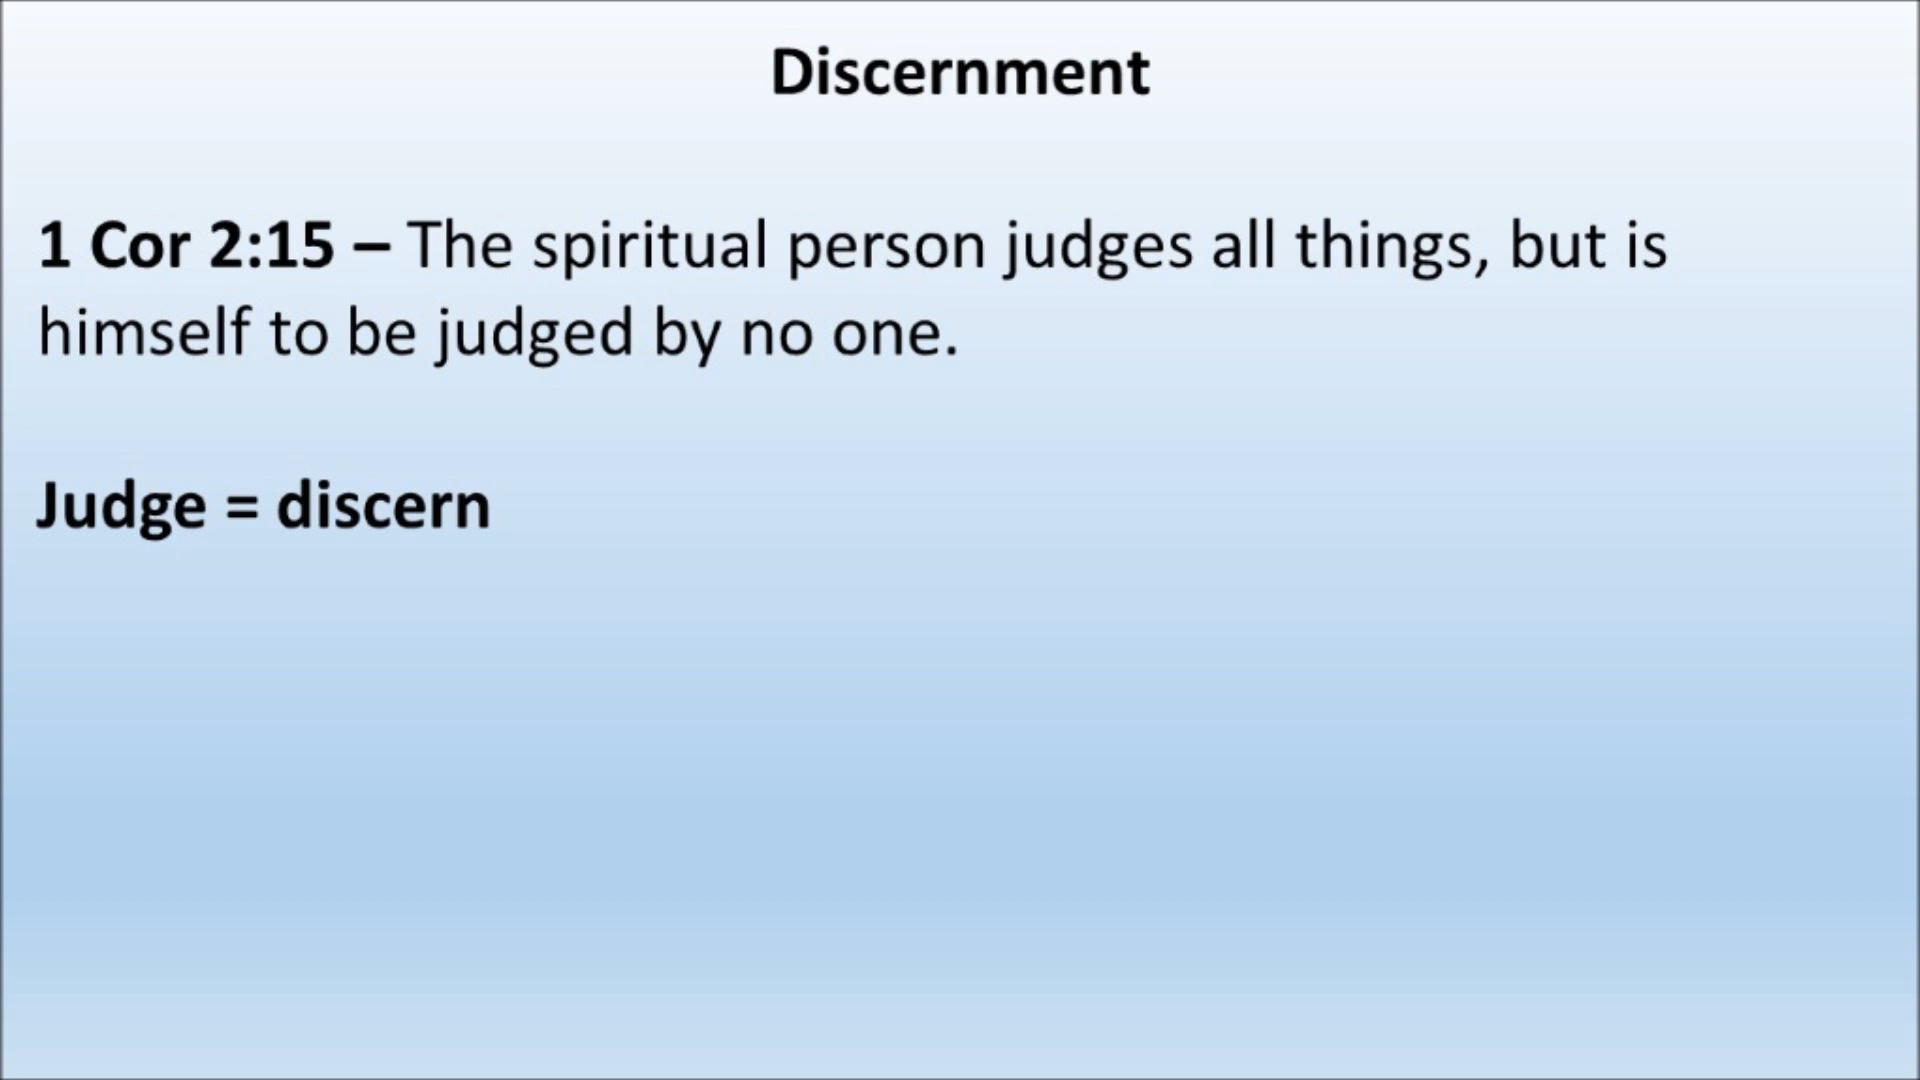 Discernment
1 Cor 2:15 – The spiritual person judges all things, but is
himself to be judged by no one.
Judge = discern